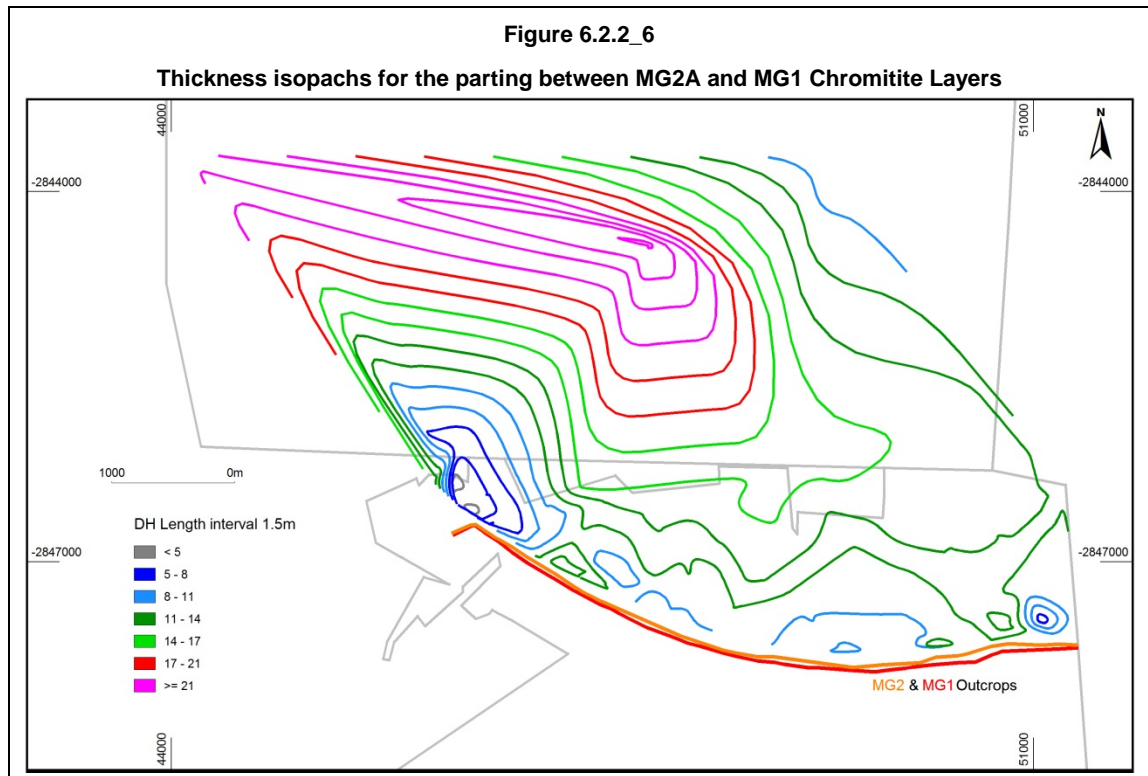 Figure 6.2.2_6
Thickness isopachs for the parting between MG2A and MG1 Chromitite Layers
44000
51000
N
-2844000
-2844000
1000
0m
DH Length interval 1.5m
< 5
5 - 8
8 - 11
11 - 14
14 - 17
17 - 21
>= 21
-2847000
-2847000
MG2 & MG1 Outcrops
44000
51000